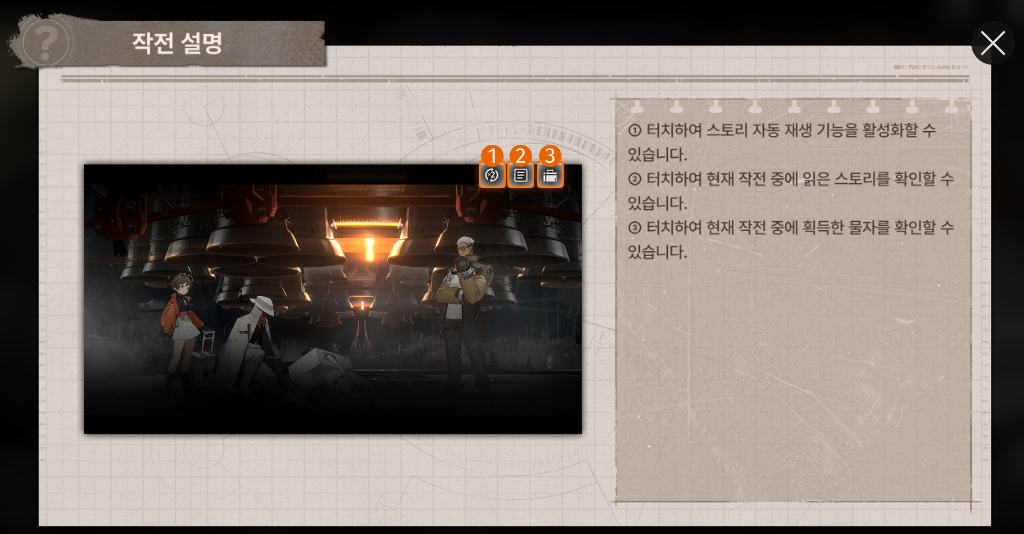 작전 설명
1 2 3
① 터치하여 스토리 자동 재생 기능을 활성화할 수
있습니다.
② 터치하여 현재 작전 중에 읽은 스토리를 확인할 수
있습니다.
③ 터치하여 현재 작전 중에 획득한 물자를 확인할 수
있습니다.